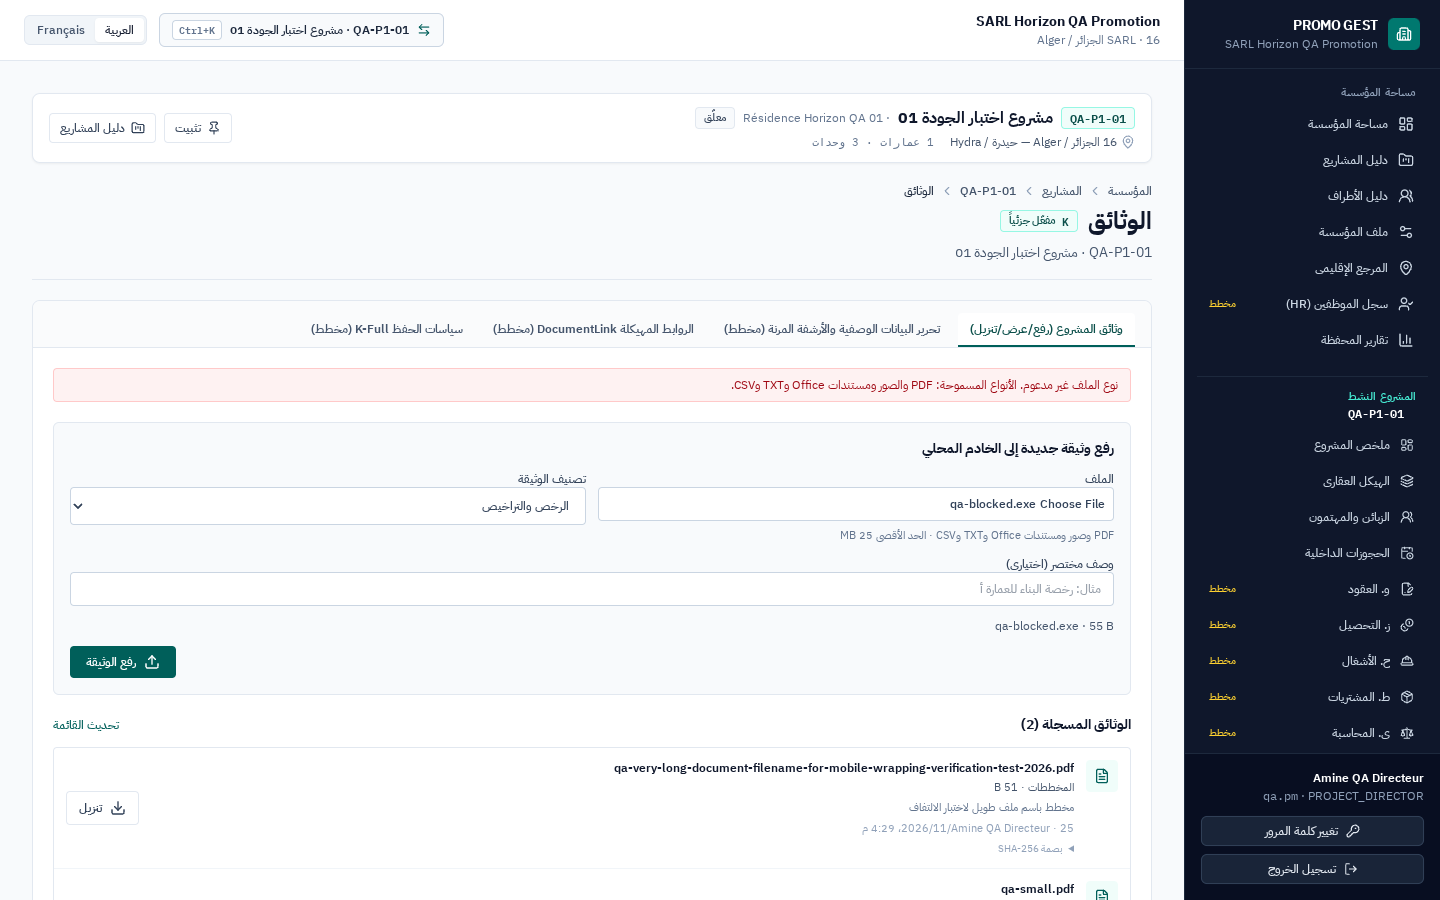 PROMO GEST
SARL Horizon QA Promotion
مساحة المؤسسة
مساحة المؤسسة
دليل المشاريع
دليل الأطراف
ملف المؤسسة
المرجع الإقليمي
سجل الموظفين (HR) مخطط
تقارير المحفظة
المشروع النشط
QA-P1-01
ملخص المشروع
الهيكل العقاري
الزبائن والمهتمون
الحجوزات الداخلية
و. العقود مخطط
ز. التحصيل مخطط
ح. الأشغال مخطط
ط. المشتريات مخطط
ي. المحاسبة مخطط
Amine QA Directeur
qa.pm · PROJECT_DIRECTOR
تغيير كلمة المرور
تسجيل الخروج
SARL Horizon QA Promotion
SARL · 16 الجزائر / Alger
QA-P1-01 · مشروع اختبار الجودة 01 Ctrl+K
العربية Français
QA-P1-01 مشروع اختبار الجودة 01 · Résidence Horizon QA 01 معلّق
16 الجزائر / Alger — حيدرة / Hydra 1 عمارات · 3 وحدات
تثبيت دليل المشاريع
المؤسسة المشاريع QA-P1-01 الوثائق
الوثائق K مفعّل جزئياً
QA-P1-01 · مشروع اختبار الجودة 01
وثائق المشروع (رفع/عرض/تنزيل) تحرير البيانات الوصفية والأرشفة المرنة (مخطط) الروابط المهيكلة DocumentLink (مخطط) سياسات الحفظ K-Full (مخطط)
نوع الملف غير مدعوم. الأنواع المسموحة: PDF والصور ومستندات Office وTXT وCSV.
رفع وثيقة جديدة إلى الخادم المحلي
الملف تصنيف الوثيقة
Choose File qa-blocked.exe الرخص والتراخيص
PDF وصور ومستندات Office وTXT وCSV · الحد الأقصى 25 MB
وصف مختصر (اختياري)
مثال: رخصة البناء للعمارة أ
qa-blocked.exe · 55 B
رفع الوثيقة
الوثائق المسجلة (2) تحديث القائمة
qa-very-long-document-filename-for-mobile-wrapping-verification-test-2026.pdf
المخططات · 51 B
مخطط باسم ملف طويل لاختبار الالتفاف
Amine QA Directeur · 25/11/2026، 4:29 م
بصمة SHA-256
تنزيل
qa-small.pdf